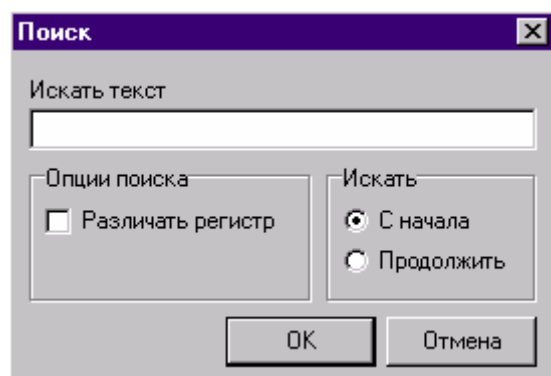 Поиск
Искать текст
Опции поиска
Различать регистр
Искать
С начала
Продолжить
OK
Отмена